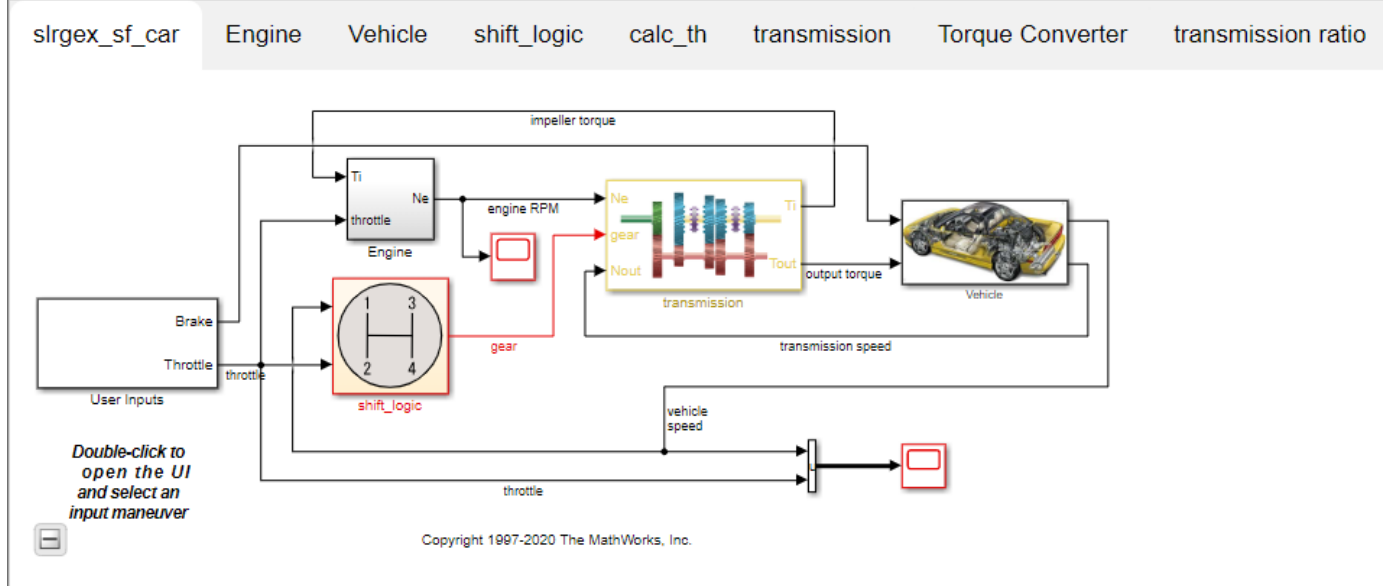 slrgex_sf_car Engine Vehicle shift_logic calc_th transmission Torque Converter transmission ratio
impeller torque
Ti
Ne
throttle
Engine
engine RPM
Ne
gear
Nout
Ti
Tout
transmission
output torque
Vehicle
transmission speed
Brake
Throttle
User Inputs
throttle
1 3
2 4
shift_logic
gear
vehicle
speed
throttle
Double-click to
open the UI
and select an
input maneuver
Copyright 1997-2020 The MathWorks, Inc.